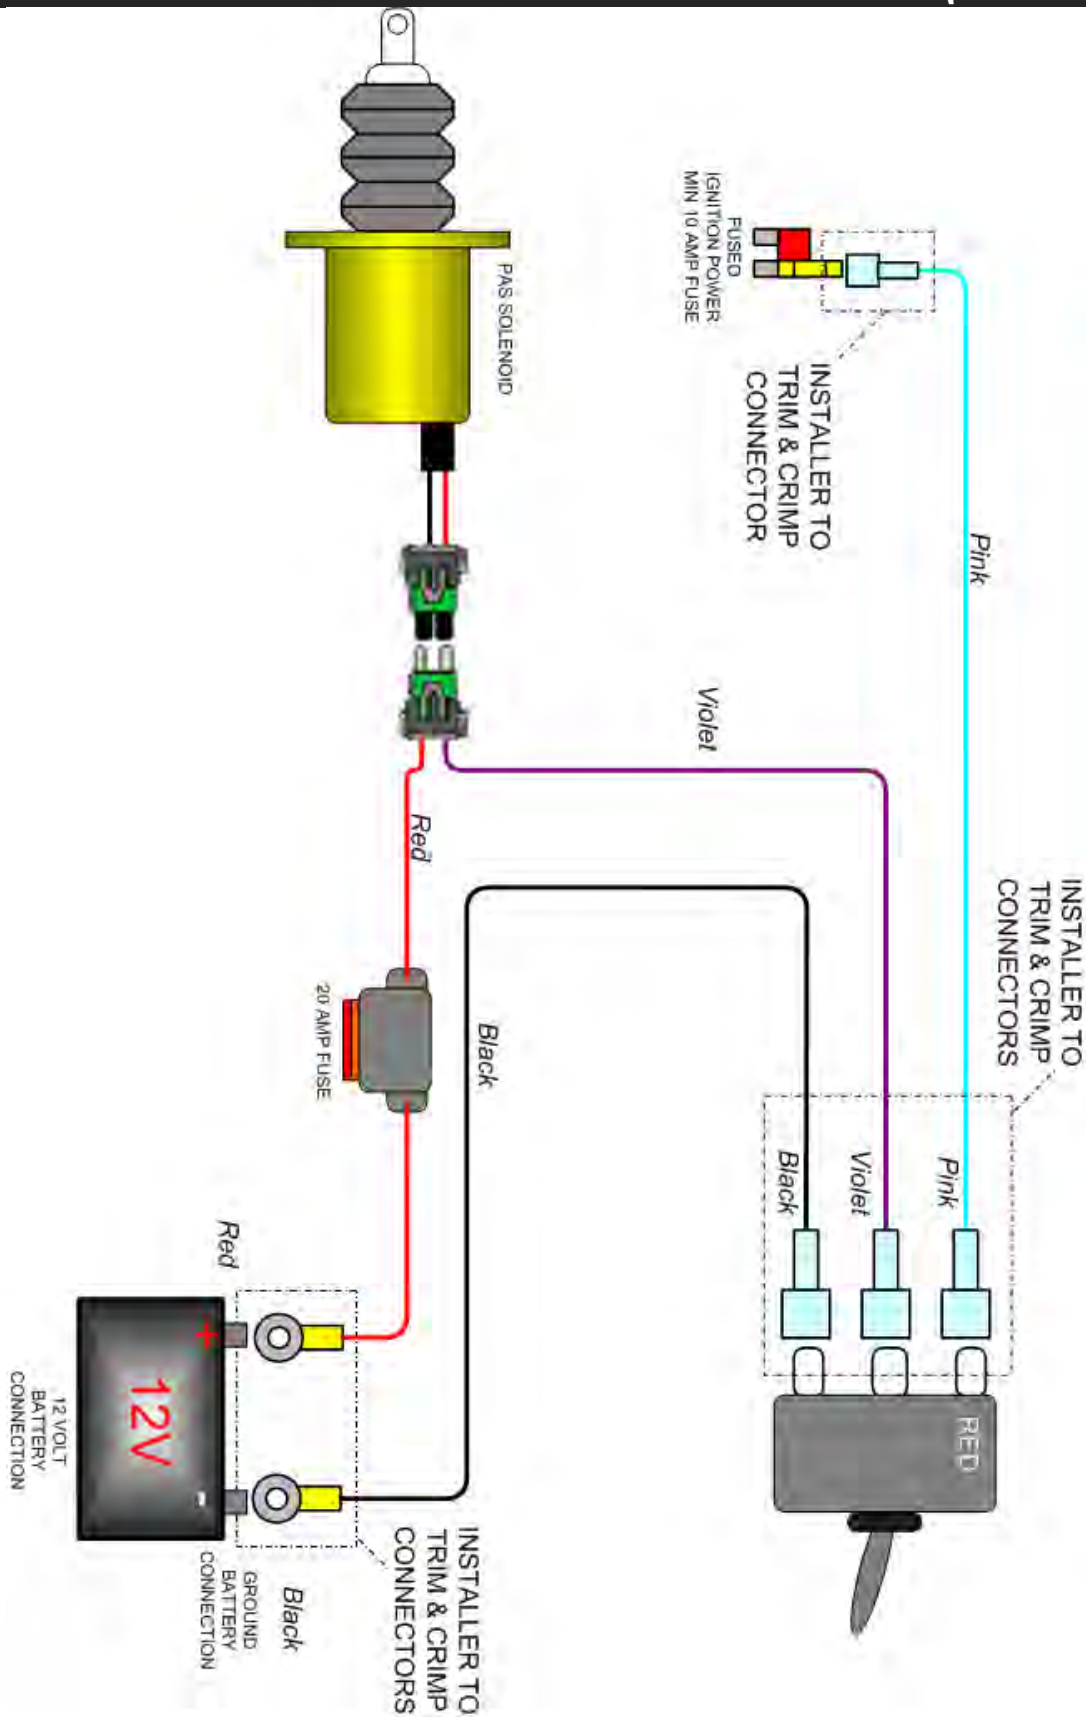 PAS SOLENOID
FUSED
IGNITION POWER
MIN 10 AMP FUSE
INSTALLER TO
TRIM & CRIMP
CONNECTOR
Pink
Violet
Red
20 AMP FUSE
Black
INSTALLER TO
TRIM & CRIMP
CONNECTORS
Pink
Violet
Black
RED
Red
+
12V
-
12 VOLT
BATTERY
CONNECTION
GROUND
BATTERY
CONNECTION
Black
INSTALLER TO
TRIM & CRIMP
CONNECTORS